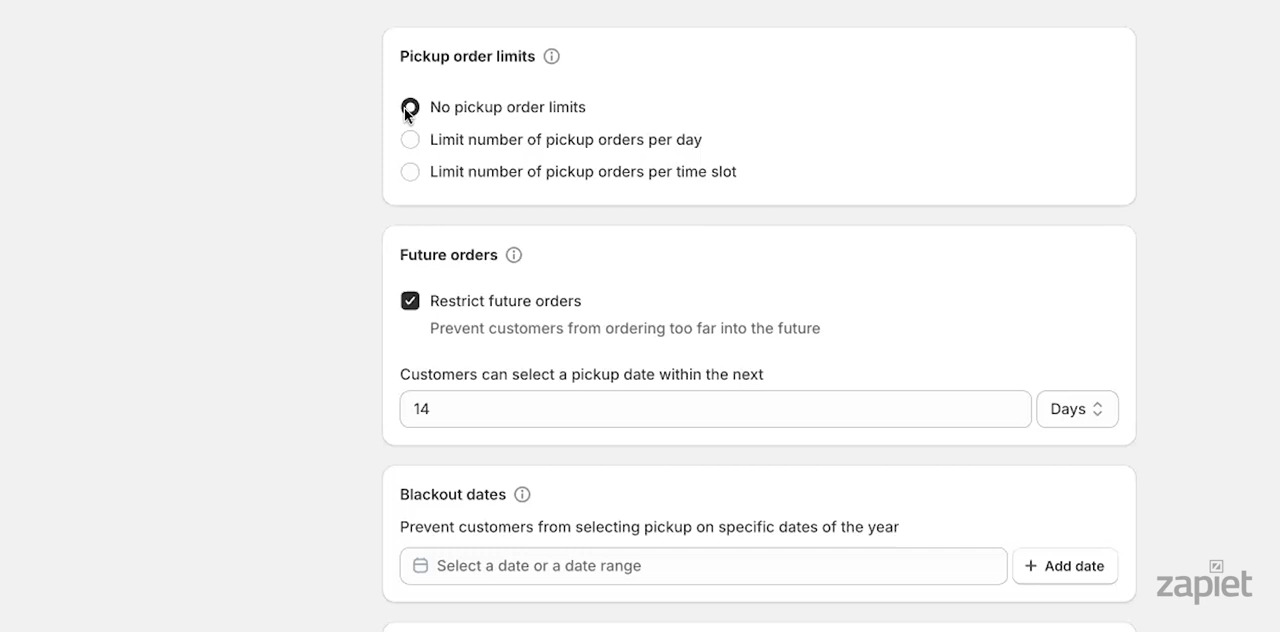 Pickup order limits
No pickup order limits
Limit number of pickup orders per day
Limit number of pickup orders per time slot
Future orders
Restrict future orders
Prevent customers from ordering too far into the future
Customers can select a pickup date within the next
14
Days
Blackout dates
Prevent customers from selecting pickup on specific dates of the year
Select a date or a date range
+ Add date
zapiet